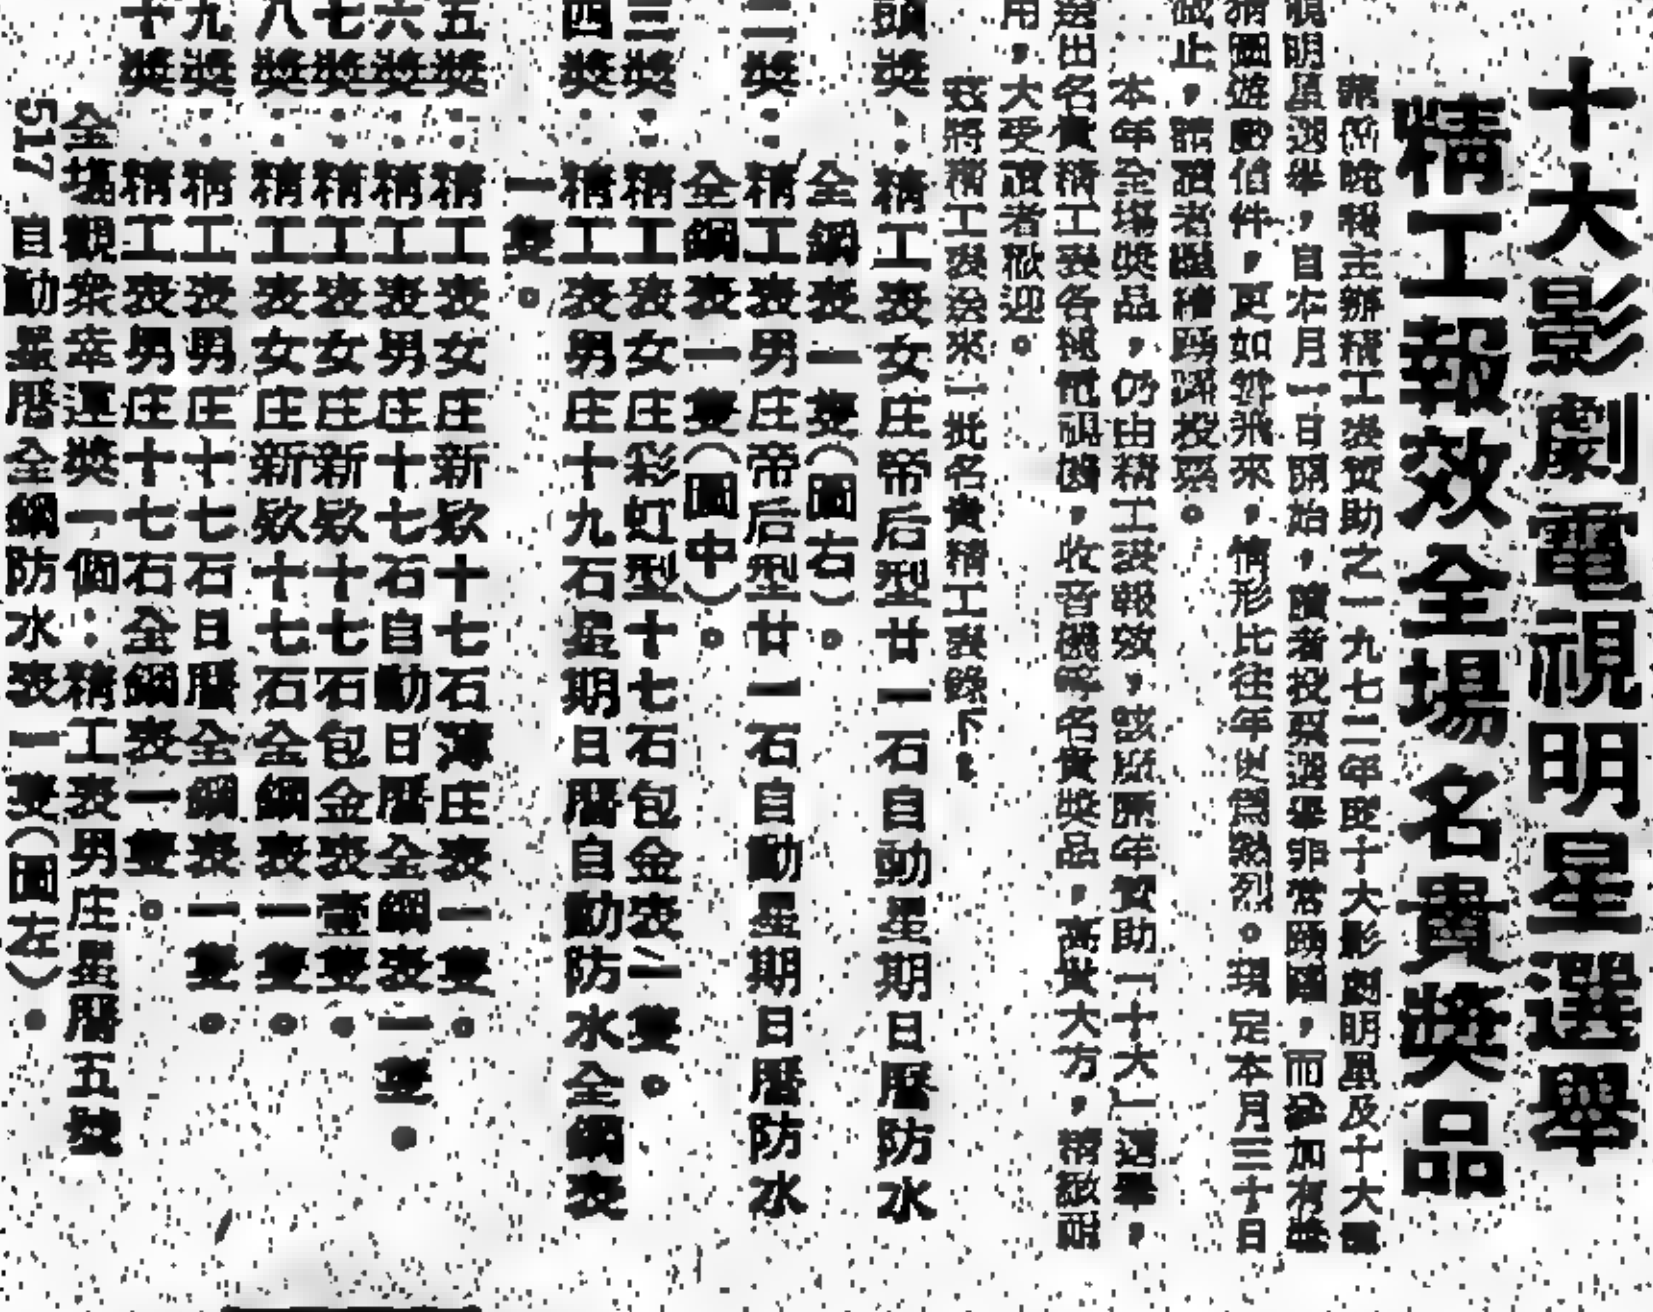 十大影劇電視明星選舉
精工報效全場名貴獎品
晚報主辦精工表贊助之一九七二年度十大影劇明星及十大電
視明星選舉，自本月一日開始，讀者投票選舉非常踴躍，而參加有獎
猜圖遊戲信件，更如雪飛來，情形比往年更為熱烈。現定本月三十日
截止，請讀者踴躍投票。
本年全場獎品，仍由精工表報效，該廠歷年贊助「十大」選舉，
送出名貴精工表各種電視機，收音機等名貴獎品，高貴大方，
用，大受讀者歡迎。
茲將精工表送來一批名貴精工表錄下：
頭獎：精工表女庄帝后型廿一石自動星期日曆防水
全鋼表一隻（圖右）。
二獎：精工表男庄帝后型廿一石自動星期日曆防水
全鋼表一隻（圖中）。
三獎：精工表女庄彩虹型十七石包金表一隻。
四獎：精工表男庄十九石星期日曆自動防水全鋼表
一隻。
五獎：精工表女庄新欵十七石薄庄表一隻。
六獎：精工表男庄十七石自動日曆全鋼表一隻。
七獎：精工表女庄新欵十七石包金表壹隻。
八獎：精工表女庄新欵十七石全鋼表一隻。
九獎：精工表男庄十七石日曆全鋼表一隻。
十獎：精工表男庄十七石全鋼表一隻。
全場觀眾幸運獎一個：精工表男庄星曆五號
517 自動星曆全鋼防水表一隻（圖左）。